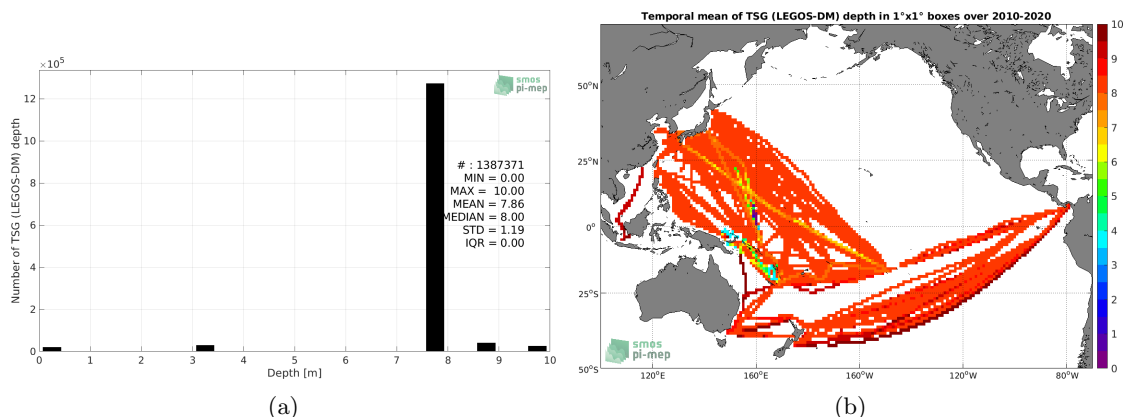 ×10⁵
12
10
8
6
4
2
0
0 1 2 3 4 5 6 7 8 9 10
Number of TSG (LEGOS-DM) depth
Depth [m]
smos
pi-mep
# : 1387371
MIN = 0.00
MAX = 10.00
MEAN = 7.86
MEDIAN = 8.00
STD = 1.19
IQR = 0.00
(a)
Temporal mean of TSG (LEGOS-DM) depth in 1°x1° boxes over 2010-2020
50°N
25°N
0°
25°S
50°S
120°E 160°E 160°W 120°W 80°W
10
9
8
7
6
5
4
3
2
1
0
smos
pi-mep
(b)